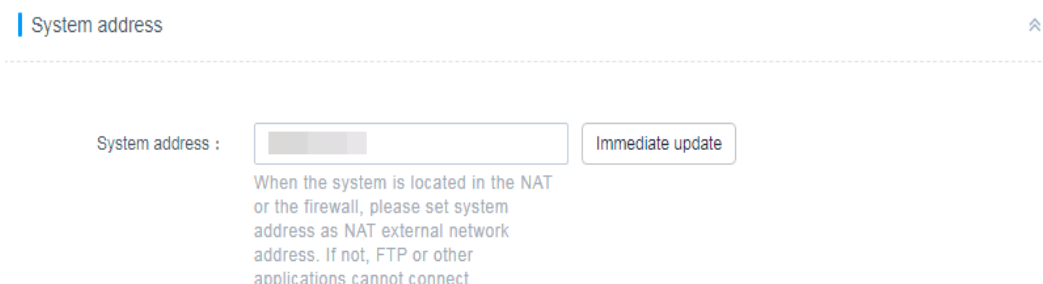 System address
System address :
Immediate update
When the system is located in the NAT
or the firewall, please set system
address as NAT external network
address. If not, FTP or other
applications cannot connect